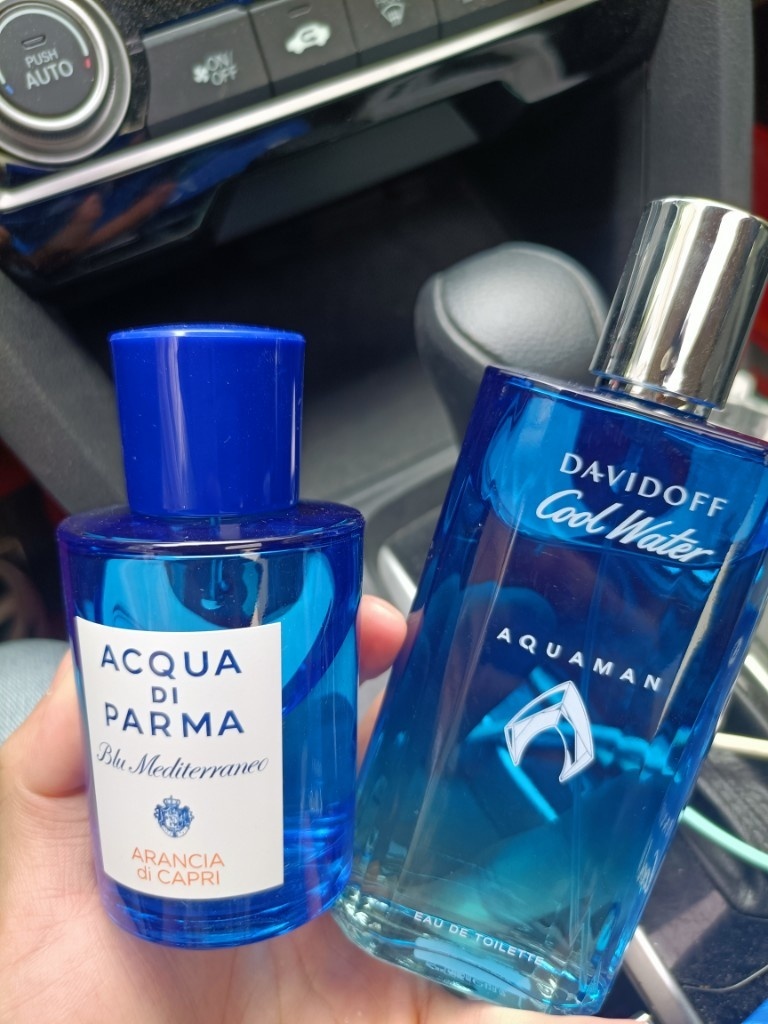 PUSH
AUTO
ON/
OFF
ACQUA
DI
PARMA
Blu Mediterraneo
ARANCIA
di CAPRI
DAVIDOFF
Cool Water
AQUAMAN
EAU DE TOILETTE